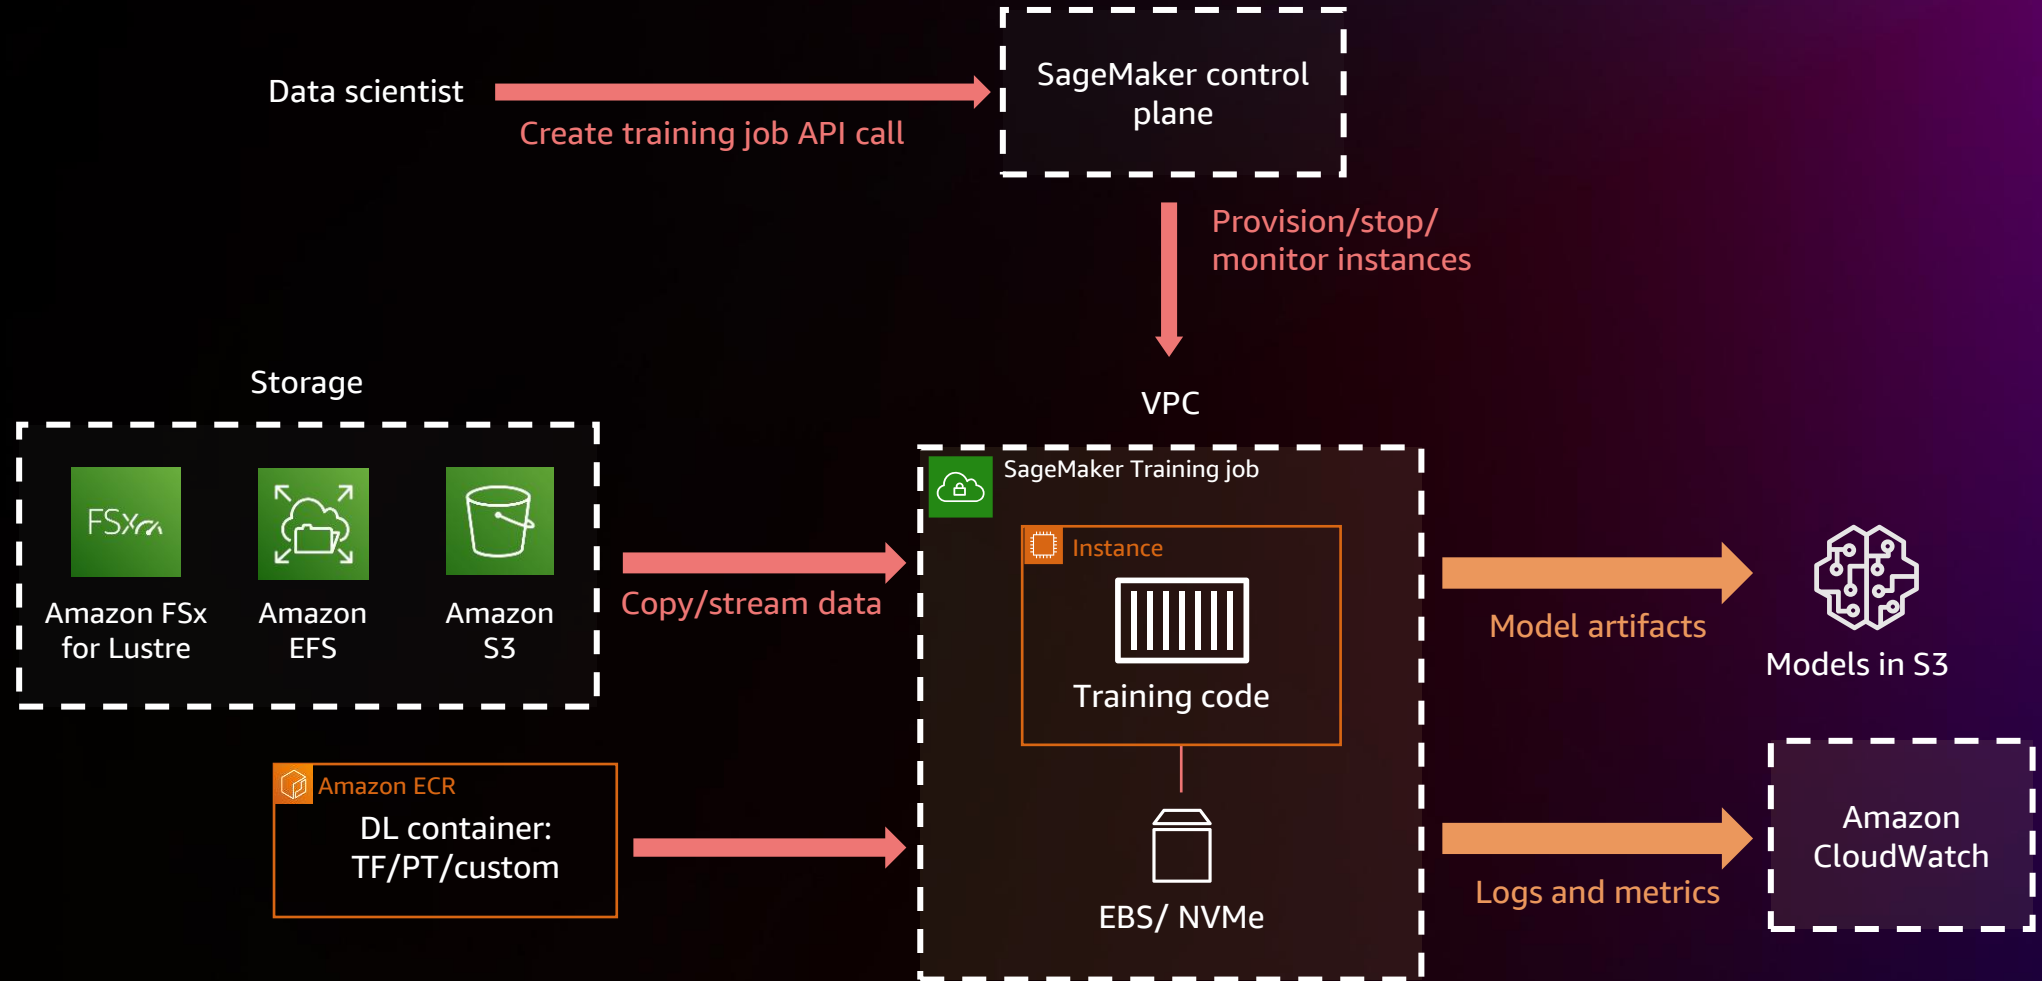 Data scientist
Create training job API call
SageMaker control
plane
Provision/stop/
monitor instances
Storage
FSx
Amazon FSx
for Lustre
Amazon
EFS
Amazon
S3
Copy/stream data
Amazon ECR
DL container:
TF/PT/custom
VPC
SageMaker Training job
Instance
Training code
EBS/ NVMe
Model artifacts
Models in S3
Logs and metrics
Amazon
CloudWatch